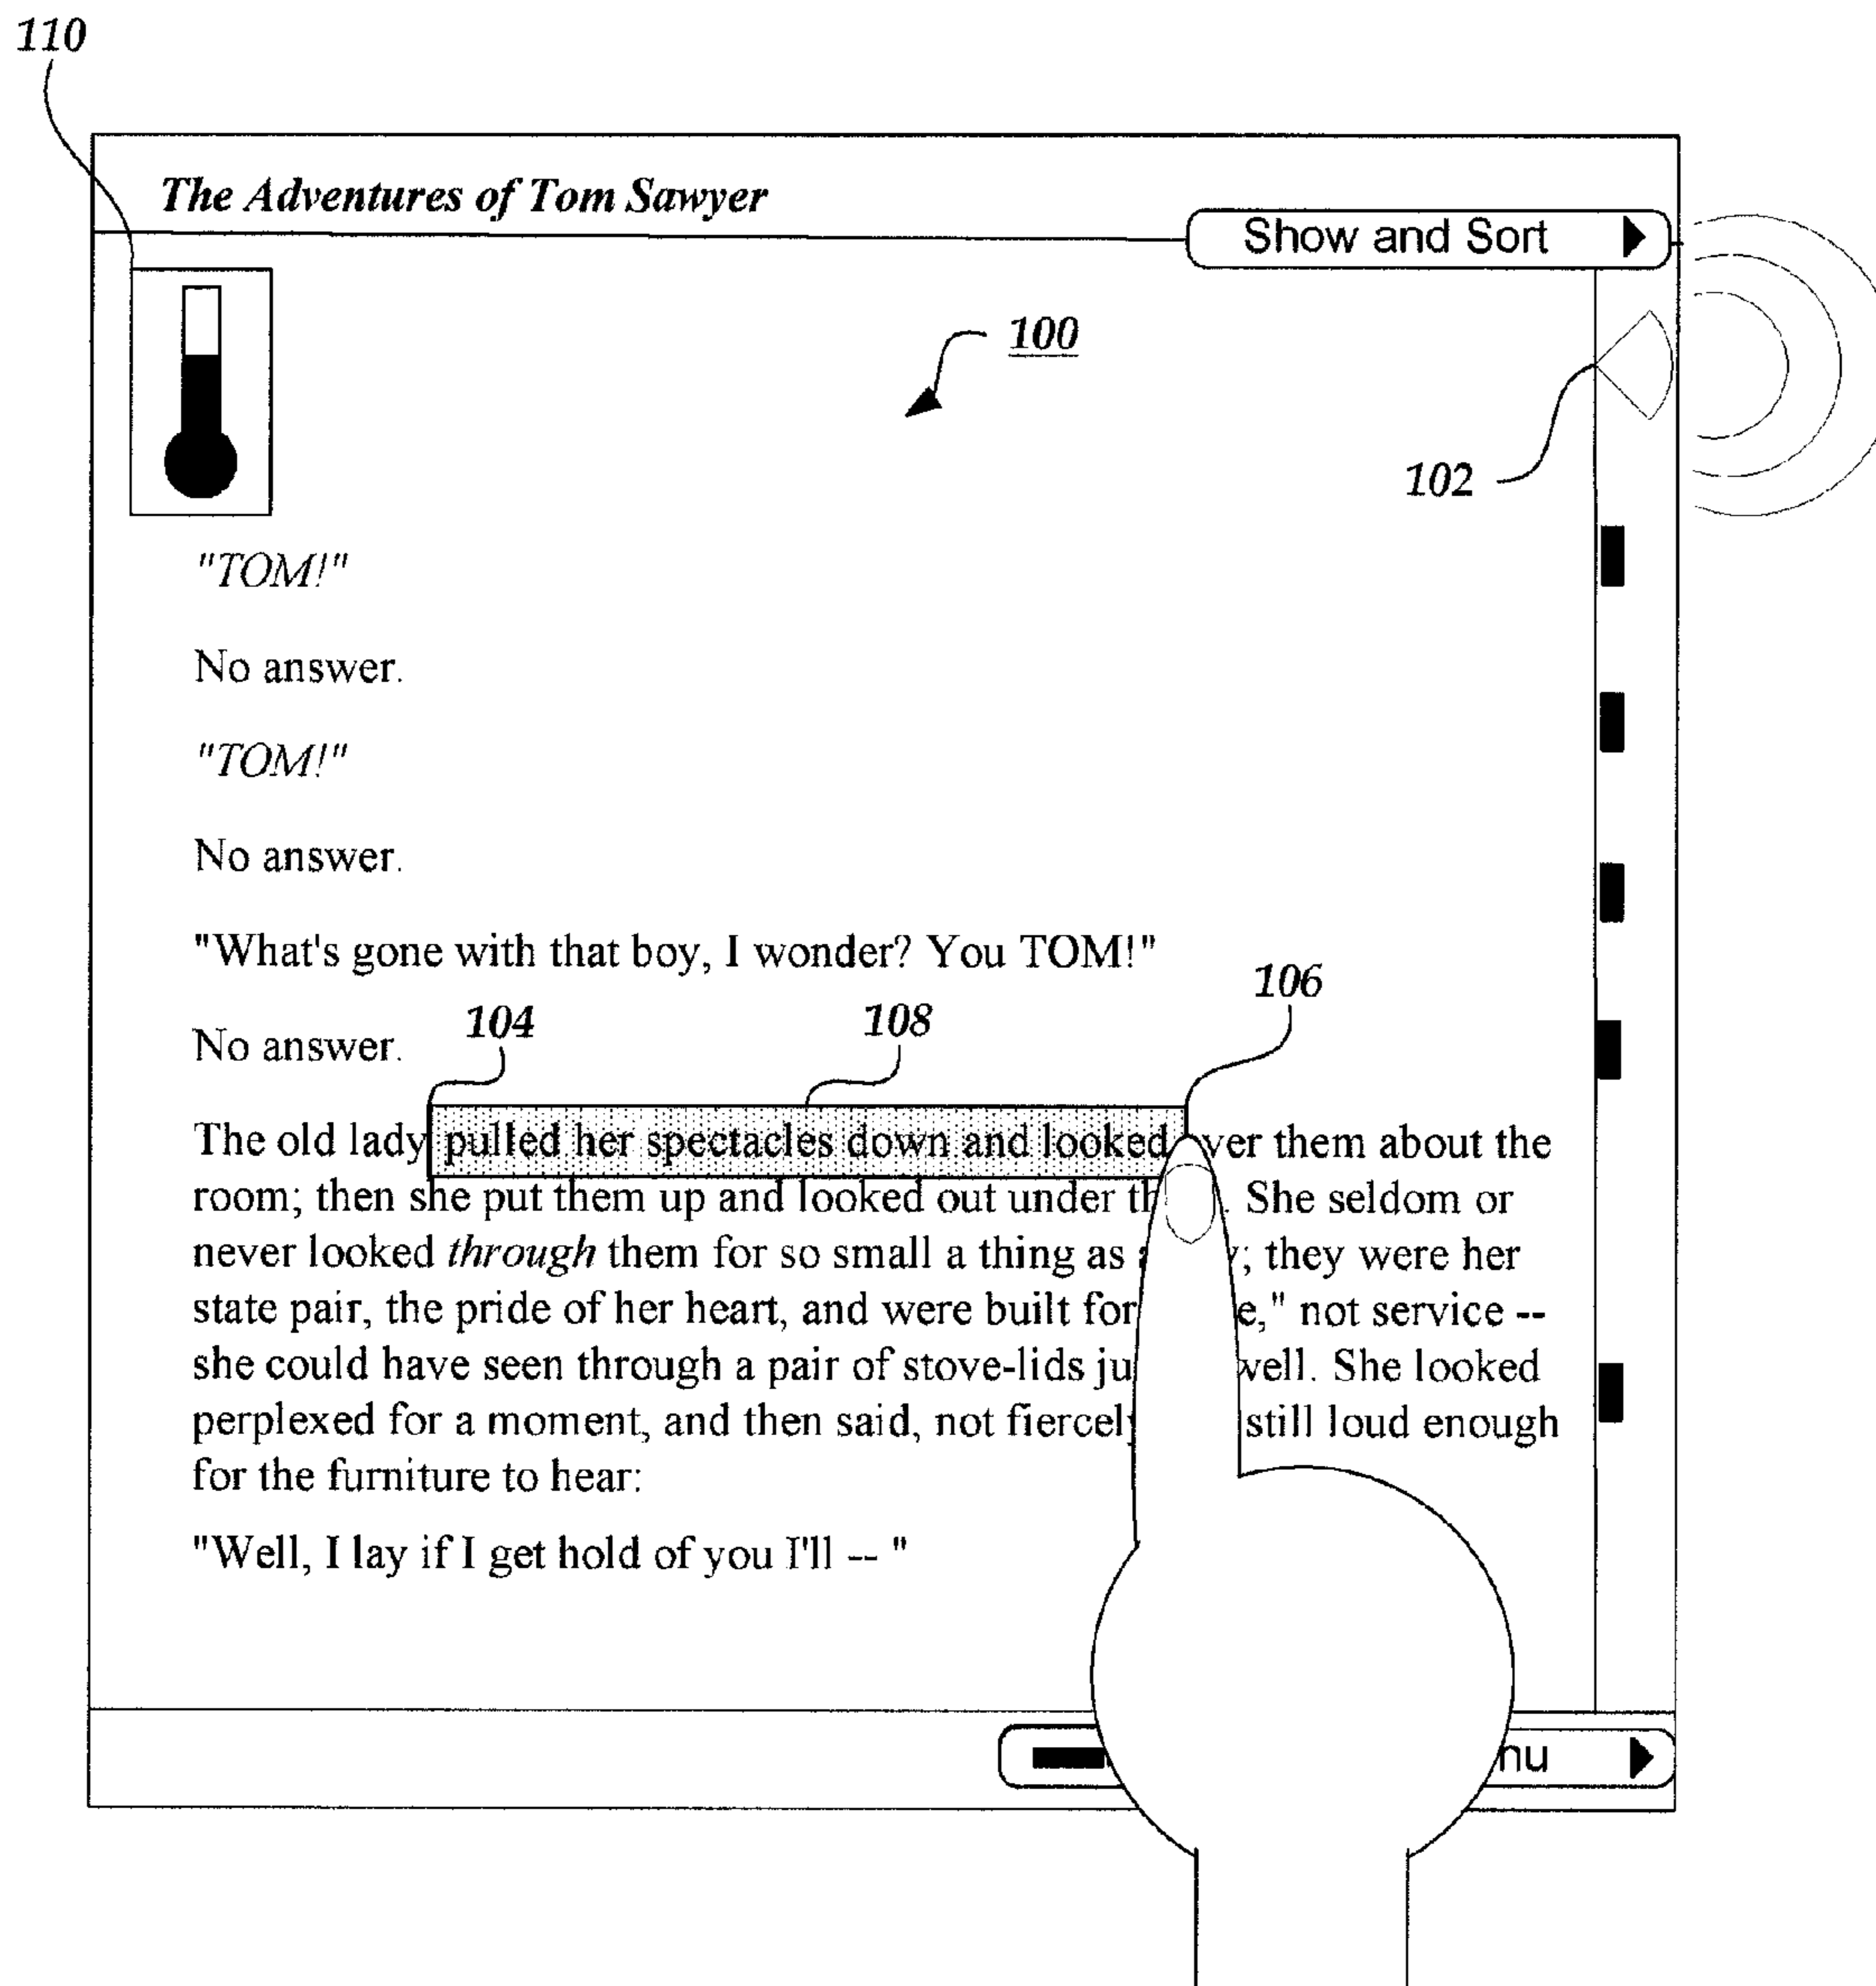 110
The Adventures of Tom Sawyer
Show and Sort
100
102
"TOM!"
No answer.
"TOM!"
No answer.
"What's gone with that boy, I wonder? You TOM!"
106
104 108
No answer.
The old lady pulled her spectacles down and looked over them about the
room; then she put them up and looked out under th . She seldom or
never looked through them for so small a thing as ; they were her
state pair, the pride of her heart, and were built for e," not service --
she could have seen through a pair of stove-lids ju well. She looked
perplexed for a moment, and then said, not fiercely still loud enough
for the furniture to hear:
"Well, I lay if I get hold of you I'll -- "
nu